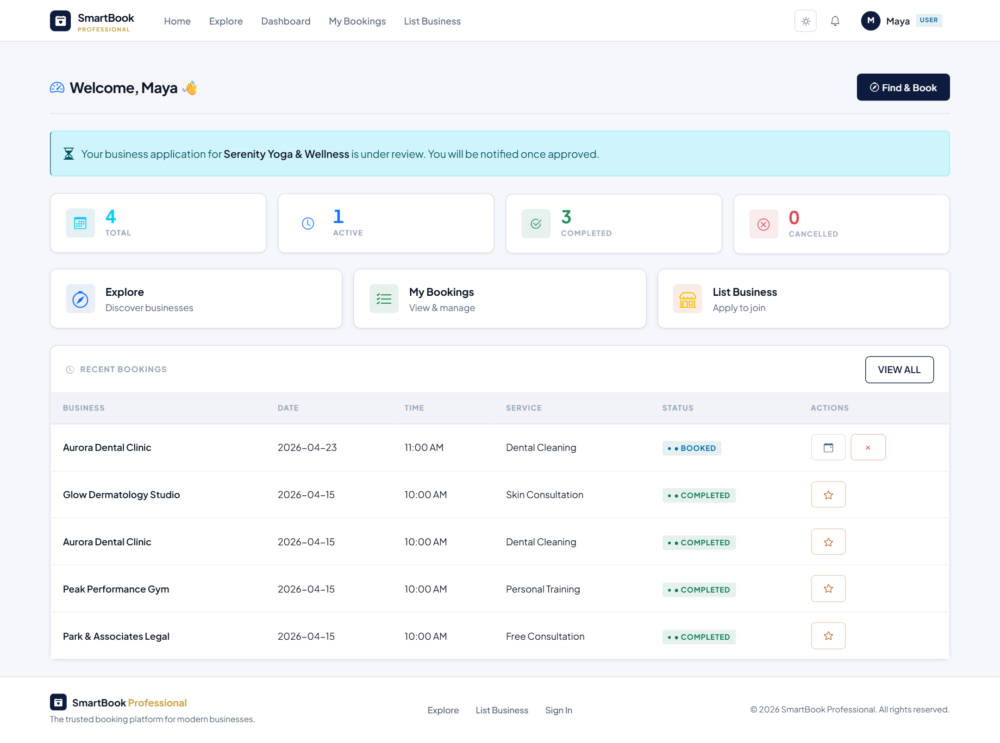 SmartBook
PROFESSIONAL
Home Explore Dashboard My Bookings List Business
M Maya USER
Welcome, Maya 👋
Find & Book
Your business application for Serenity Yoga & Wellness is under review. You will be notified once approved.
4
TOTAL
1
ACTIVE
3
COMPLETED
0
CANCELLED
Explore
Discover businesses
My Bookings
View & manage
List Business
Apply to join
RECENT BOOKINGS
VIEW ALL
BUSINESS DATE TIME SERVICE STATUS ACTIONS
Aurora Dental Clinic 2026-04-23 11:00 AM Dental Cleaning • • BOOKED
Glow Dermatology Studio 2026-04-15 10:00 AM Skin Consultation • • COMPLETED
Aurora Dental Clinic 2026-04-15 10:00 AM Dental Cleaning • • COMPLETED
Peak Performance Gym 2026-04-15 10:00 AM Personal Training • • COMPLETED
Park & Associates Legal 2026-04-15 10:00 AM Free Consultation • • COMPLETED
SmartBook Professional
The trusted booking platform for modern businesses.
Explore List Business Sign In
© 2026 SmartBook Professional. All rights reserved.